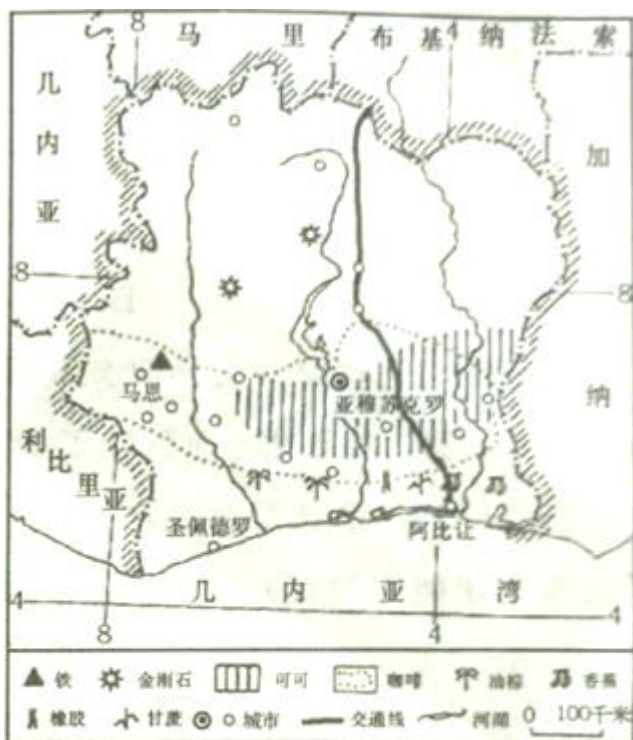 8
马里
布基纳法索
4
几内亚
加纳
8
8
马恩
亚穆苏克罗
利比里亚
圣佩德罗
阿比让
几内亚湾
4
4
8
4
铁 金刚石 可可 咖啡 油棕 香蕉
橡胶 甘蔗 城市 交通线 河湖 0 100千米